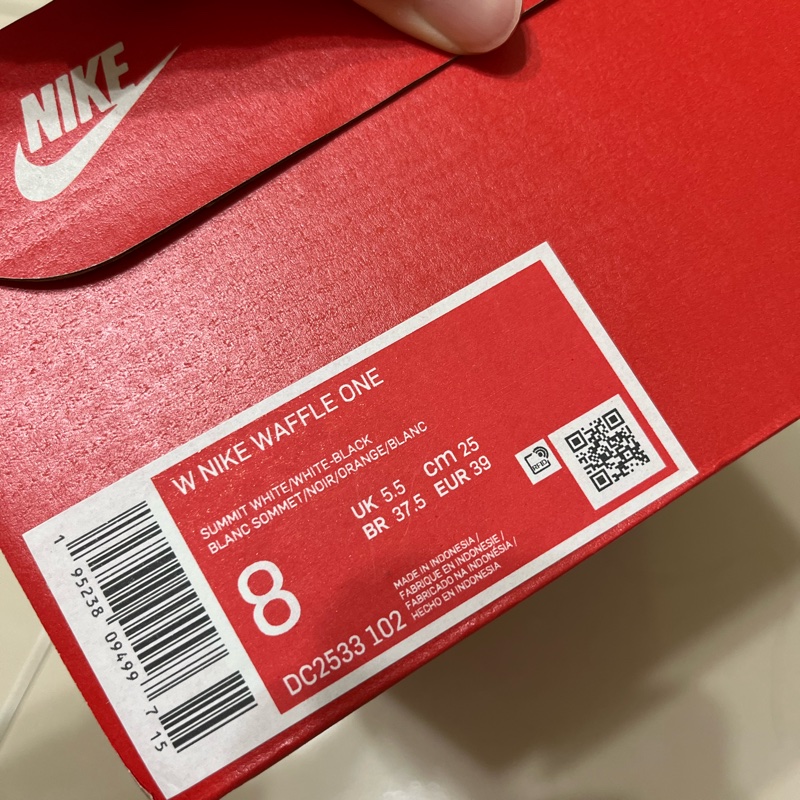 NIKE
W NIKE WAFFLE ONE
SUMMIT WHITE/WHITE-BLACK
BLANC SOMMET/NOIR/ORANGE/BLANC
UK 5.5 cm 25
BR 37.5 EUR 39
RFID
8
MADE IN INDONESIA /
FABRIQUE EN INDONESIE /
FABRICADO NA INDONÉSIA /
HECHO EN INDONESIA
DC2533 102
1 95238 09499 7 15